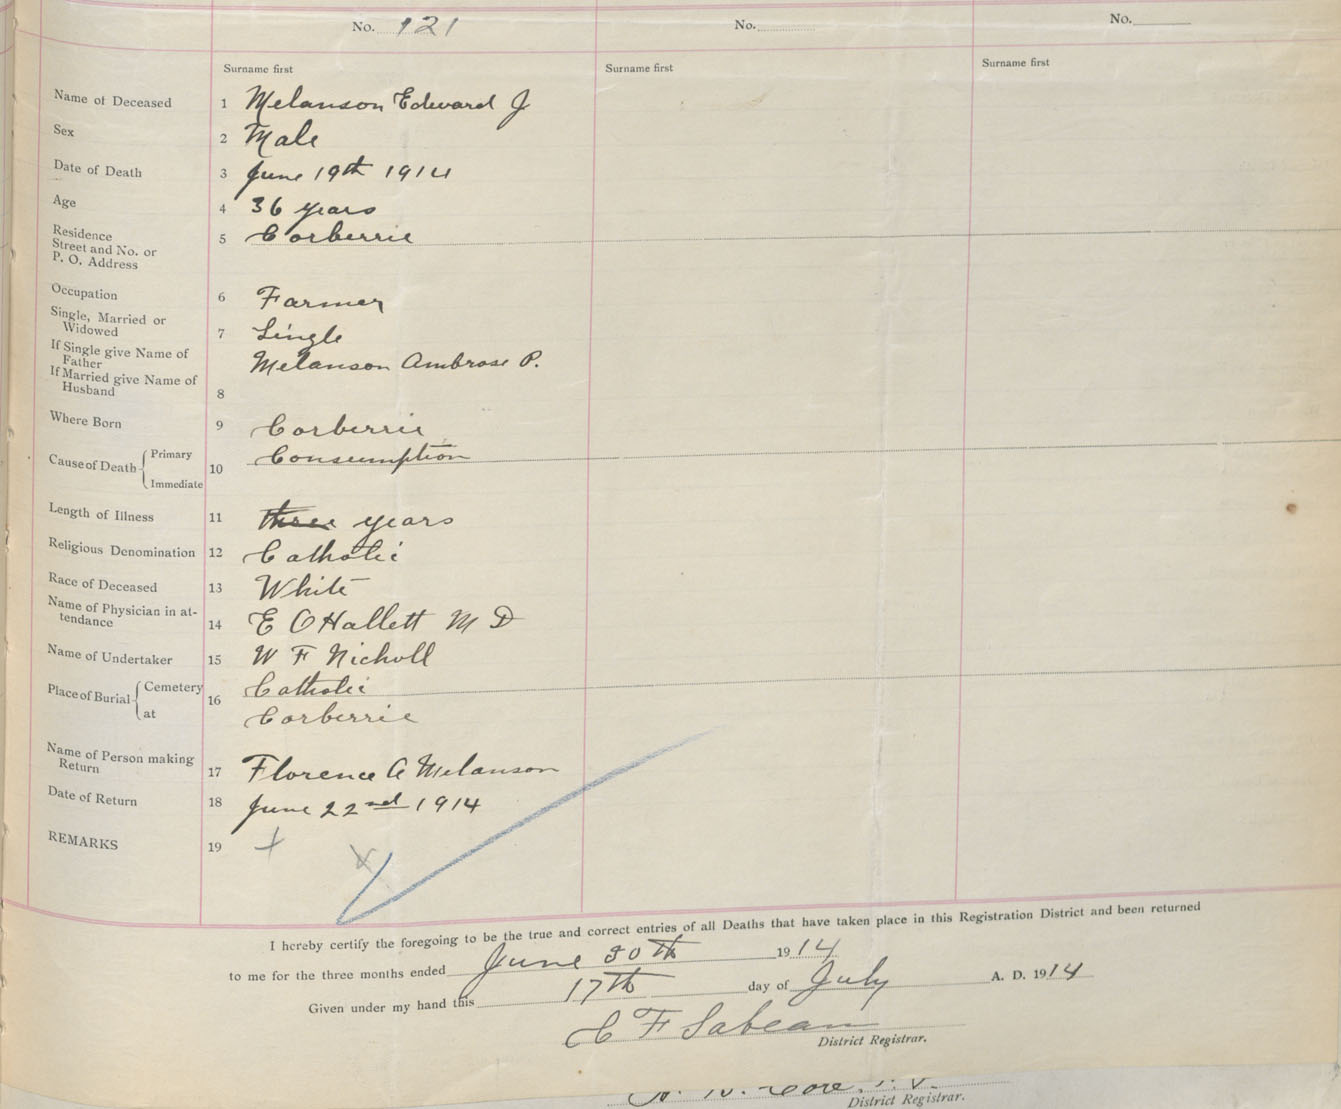 No. 121 No. No.
Surname first Surname first Surname first
Name of Deceased 1 Melanson Edward J
Sex 2 Male
Date of Death 3 June 19th 1914
Age 4 36 years
Residence
Street and No. or 5 Corberrie
P. O. Address
Occupation 6 Farmer
Single, Married or
Widowed 7 Single
If Single give Name of
Father Melanson Ambrose P.
If Married give Name of
Husband 8
Where Born 9 Corberrie
Cause of Death Primary Consumption
10
Immediate
Length of Illness 11 three years
Religious Denomination 12 Catholic
Race of Deceased 13 White
Name of Physician in at-
tendance 14 E O Hallett M D
Name of Undertaker 15 W F Nicholl
Place of Burial Cemetery 16 Catholic
at Corberrie
Name of Person making
Return 17 Florence A Melanson
Date of Return 18 June 22nd 1914
REMARKS 19
I hereby certify the foregoing to be the true and correct entries of all Deaths that have taken place in this Registration District and been returned
to me for the three months ended June 30th 1914
Given under my hand this 17th day of July A. D. 1914
C F Sabean
District Registrar.
District Registrar.